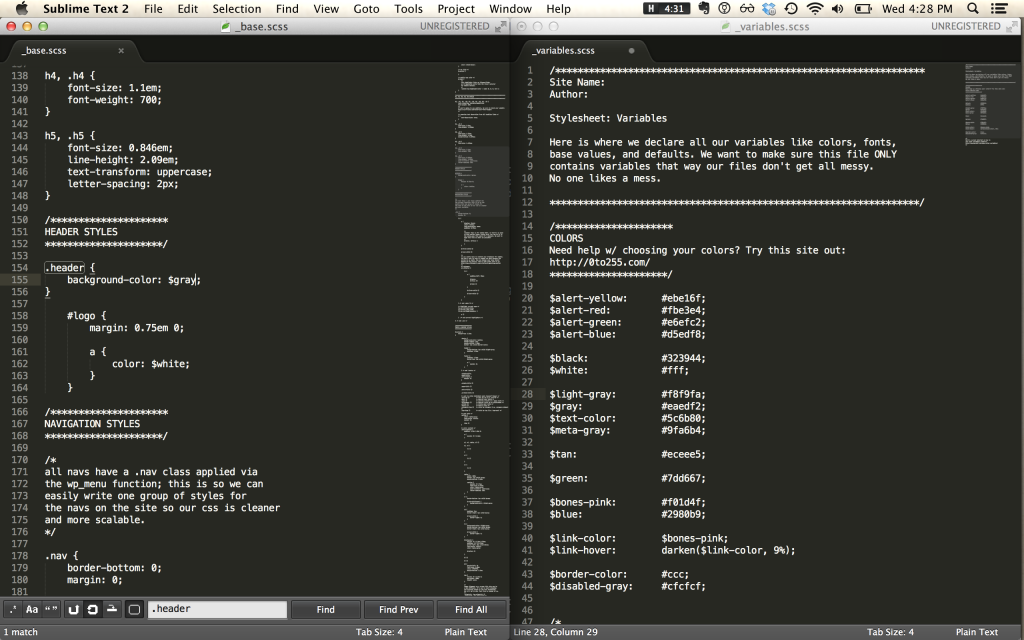 Sublime Text 2 File Edit Selection Find View Goto Tools Project Window Help H 4:31 Wed 4:28 PM
_base.scss UNREGISTERED
_base.scss ×
138 h4, .h4 {
139 font-size: 1.1em;
140 font-weight: 700;
141 }
142
143 h5, .h5 {
144 font-size: 0.846em;
145 line-height: 2.09em;
146 text-transform: uppercase;
147 letter-spacing: 2px;
148 }
149
150 /*********************
151 HEADER STYLES
152 *********************/
153
154 .header {
155 background-color: $gray;
156 }
157
158 #logo {
159 margin: 0.75em 0;
160
161 a {
162 color: $white;
163 }
164 }
165
166 /*********************
167 NAVIGATION STYLES
168 *********************/
169
170 /*
171 all navs have a .nav class applied via
172 the wp_menu function; this is so we can
173 easily write one group of styles for
174 the navs on the site so our css is cleaner
175 and more scalable.
176 */
177
178 .nav {
179 border-bottom: 0;
180 margin: 0;
181
.* Aa “” .header Find Find Prev Find All
1 match Tab Size: 4 Plain Text
_variables.scss UNREGISTERED
_variables.scss
1 /******************************************************************
2 Site Name:
3 Author:
4
5 Stylesheet: Variables
6
7 Here is where we declare all our variables like colors, fonts,
8 base values, and defaults. We want to make sure this file ONLY
9 contains variables that way our files don't get all messy.
10 No one likes a mess.
11
12 ******************************************************************/
13
14 /*********************
15 COLORS
16 Need help w/ choosing your colors? Try this site out:
17 http://0to255.com/
18 *********************/
19
20 $alert-yellow: #ebe16f;
21 $alert-red: #fbe3e4;
22 $alert-green: #e6efc2;
23 $alert-blue: #d5edf8;
24
25 $black: #323944;
26 $white: #fff;
27
28 $light-gray: #f8f9fa;
29 $gray: #eaedf2;
30 $text-color: #5c6b80;
31 $meta-gray: #9fa6b4;
32
33 $tan: #eceee5;
34
35 $green: #7dd667;
36
37 $bones-pink: #f01d4f;
38 $blue: #2980b9;
39
40 $link-color: $bones-pink;
41 $link-hover: darken($link-color, 9%);
42
43 $border-color: #ccc;
44 $disabled-gray: #cfcfcf;
45
46
47 /*
Line 28, Column 29 Tab Size: 4 Plain Text